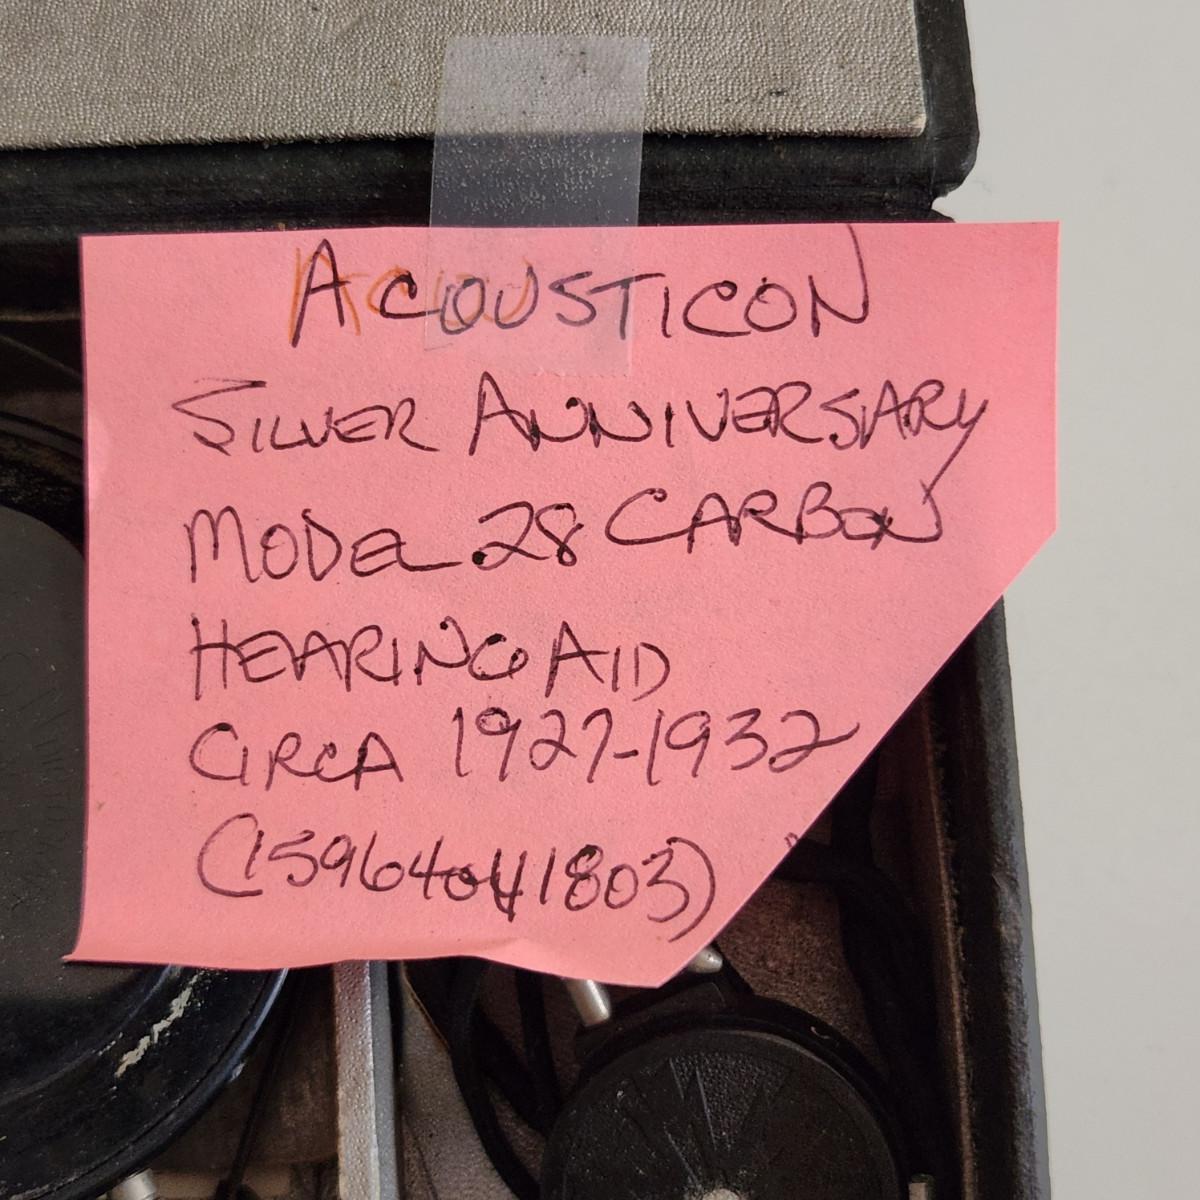 ACOUSTICON
SILVER ANNIVERSARY
MODEL 28 CARBON
HEARING AID
CIRCA 1927-1932
(15964041803)